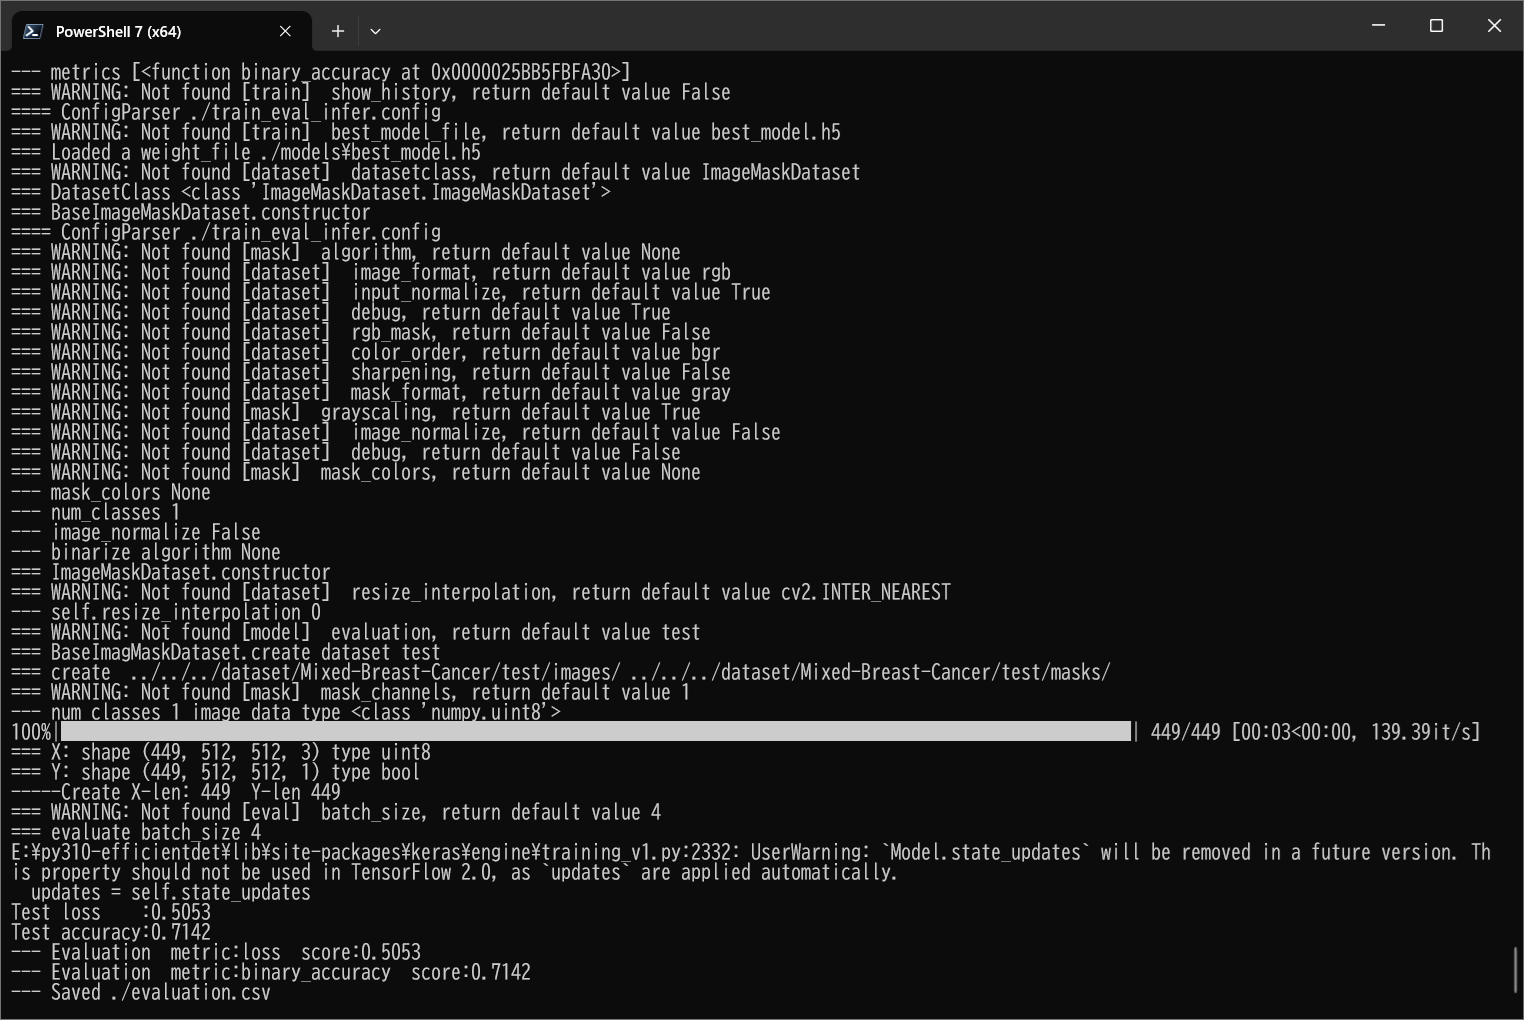 PowerShell 7 (x64)
--- metrics [<function binary_accuracy at 0x0000025BB5FBFA30>]
=== WARNING: Not found [train]  show_history, return default value False
==== ConfigParser ./train_eval_infer.config
=== WARNING: Not found [train]  best_model_file, return default value best_model.h5
=== Loaded a weight_file ./models¥best_model.h5
=== WARNING: Not found [dataset]  datasetclass, return default value ImageMaskDataset
=== DatasetClass <class 'ImageMaskDataset.ImageMaskDataset'>
=== BaseImageMaskDataset.constructor
==== ConfigParser ./train_eval_infer.config
=== WARNING: Not found [mask]  algorithm, return default value None
=== WARNING: Not found [dataset]  image_format, return default value rgb
=== WARNING: Not found [dataset]  input_normalize, return default value True
=== WARNING: Not found [dataset]  debug, return default value True
=== WARNING: Not found [dataset]  rgb_mask, return default value False
=== WARNING: Not found [dataset]  color_order, return default value bgr
=== WARNING: Not found [dataset]  sharpening, return default value False
=== WARNING: Not found [dataset]  mask_format, return default value gray
=== WARNING: Not found [mask]  grayscaling, return default value True
=== WARNING: Not found [dataset]  image_normalize, return default value False
=== WARNING: Not found [dataset]  debug, return default value False
=== WARNING: Not found [mask]  mask_colors, return default value None
--- mask_colors None
--- num_classes 1
--- image_normalize False
--- binarize algorithm None
=== ImageMaskDataset.constructor
=== WARNING: Not found [dataset]  resize_interpolation, return default value cv2.INTER_NEAREST
--- self.resize_interpolation 0
=== WARNING: Not found [model]  evaluation, return default value test
=== BaseImagMaskDataset.create dataset test
=== create  ../../../dataset/Mixed-Breast-Cancer/test/images/ ../../../dataset/Mixed-Breast-Cancer/test/masks/
=== WARNING: Not found [mask]  mask_channels, return default value 1
--- num_classes 1 image data_type <class 'numpy.uint8'>
100%| | 449/449 [00:03<00:00, 139.39it/s]
=== X: shape (449, 512, 512, 3) type uint8
=== Y: shape (449, 512, 512, 1) type bool
-----Create X-len: 449  Y-len 449
=== WARNING: Not found [eval]  batch_size, return default value 4
=== evaluate batch_size 4
E:¥py310-efficientdet¥lib¥site-packages¥keras¥engine¥training_v1.py:2332: UserWarning: `Model.state_updates` will be removed in a future version. Th
is property should not be used in TensorFlow 2.0, as `updates` are applied automatically.
  updates = self.state_updates
Test loss    :0.5053
Test accuracy:0.7142
--- Evaluation  metric:loss  score:0.5053
--- Evaluation  metric:binary_accuracy  score:0.7142
--- Saved ./evaluation.csv